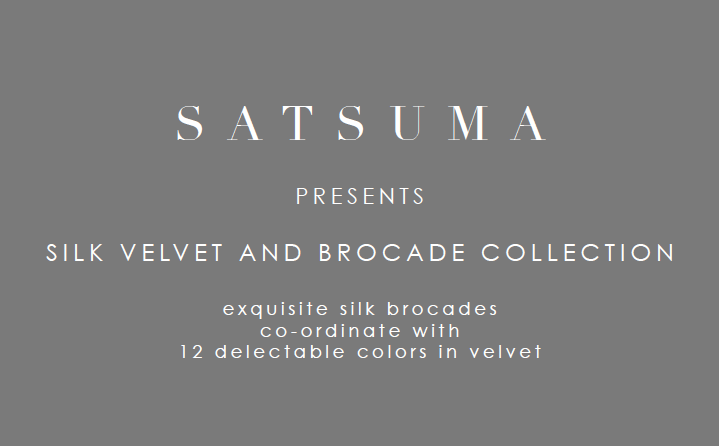 SATSUMA
PRESENTS
SILK VELVET AND BROCADE COLLECTION
exquisite silk brocades
co-ordinate with
12 delectable colors in velvet